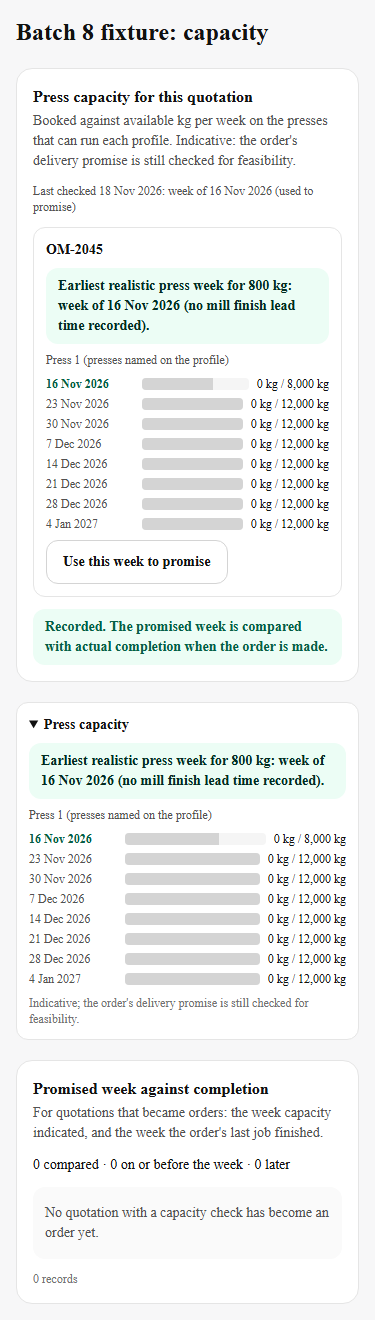 Batch 8 fixture: capacity
Press capacity for this quotation
Booked against available kg per week on the presses
that can run each profile. Indicative: the order's
delivery promise is still checked for feasibility.
Last checked 18 Nov 2026: week of 16 Nov 2026 (used to
promise)
OM-2045
Earliest realistic press week for 800 kg:
week of 16 Nov 2026 (no mill finish lead
time recorded).
Press 1 (presses named on the profile)
16 Nov 2026 0 kg / 8,000 kg
23 Nov 2026 0 kg / 12,000 kg
30 Nov 2026 0 kg / 12,000 kg
7 Dec 2026 0 kg / 12,000 kg
14 Dec 2026 0 kg / 12,000 kg
21 Dec 2026 0 kg / 12,000 kg
28 Dec 2026 0 kg / 12,000 kg
4 Jan 2027 0 kg / 12,000 kg
Use this week to promise
Recorded. The promised week is compared
with actual completion when the order is made.
▼ Press capacity
Earliest realistic press week for 800 kg: week of
16 Nov 2026 (no mill finish lead time recorded).
Press 1 (presses named on the profile)
16 Nov 2026 0 kg / 8,000 kg
23 Nov 2026 0 kg / 12,000 kg
30 Nov 2026 0 kg / 12,000 kg
7 Dec 2026 0 kg / 12,000 kg
14 Dec 2026 0 kg / 12,000 kg
21 Dec 2026 0 kg / 12,000 kg
28 Dec 2026 0 kg / 12,000 kg
4 Jan 2027 0 kg / 12,000 kg
Indicative; the order's delivery promise is still checked for
feasibility.
Promised week against completion
For quotations that became orders: the week capacity
indicated, and the week the order's last job finished.
0 compared · 0 on or before the week · 0 later
No quotation with a capacity check has become an
order yet.
0 records